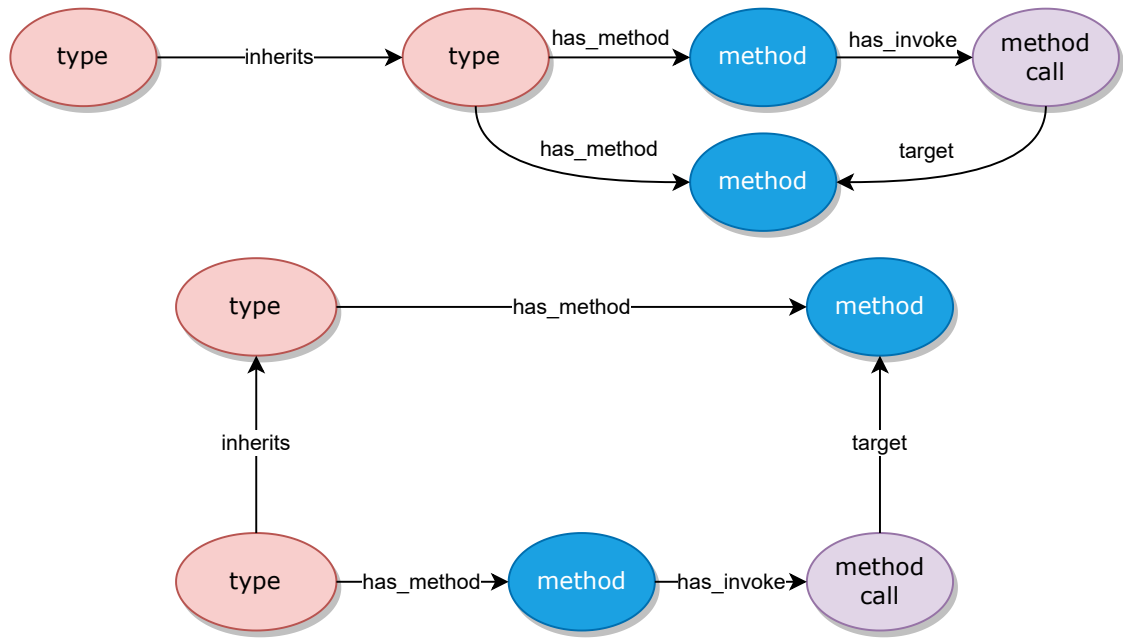 type
inherits
type
has_method
method
has_invoke
method
call
has_method
method
target
type
has_method
method
inherits
target
type
has_method
method
has_invoke
method
call